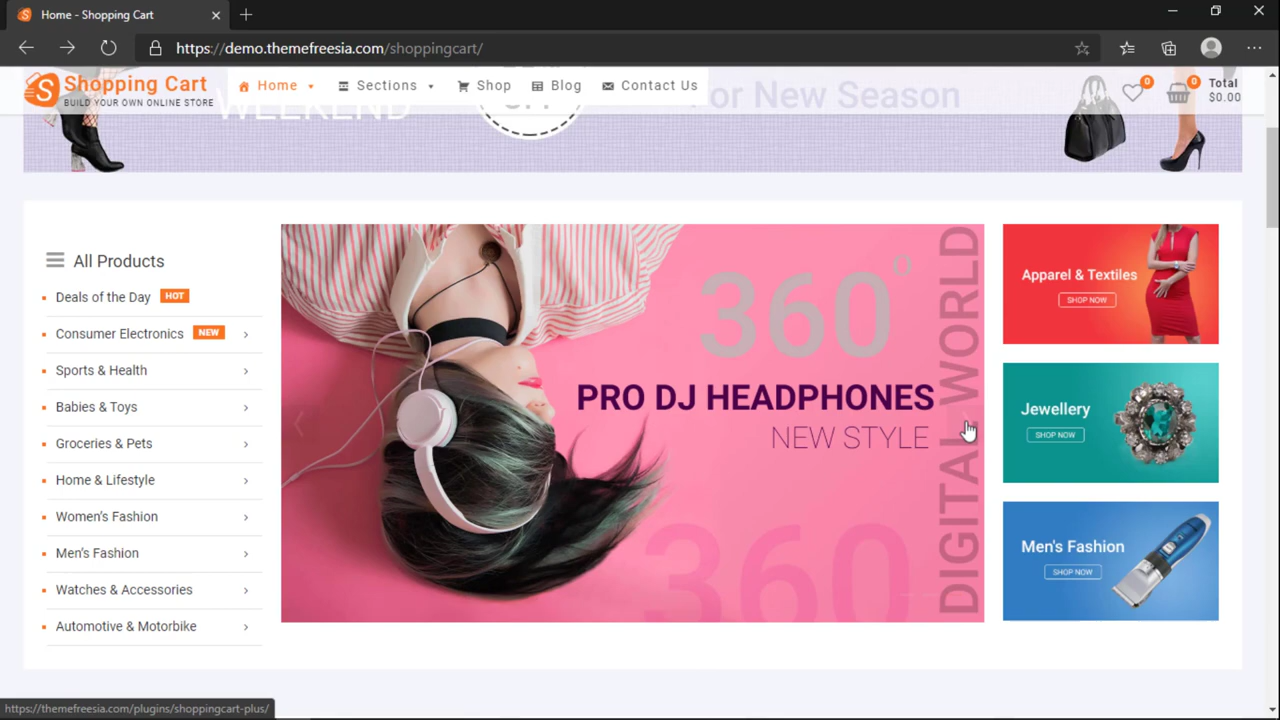 Home - Shopping Cart
https://demo.themefreesia.com/shoppingcart/
Shopping Cart
BUILD YOUR OWN ONLINE STORE
Home
Sections
Shop
Blog
Contact Us
0
0
Total
$0.00
WEEKEND
For New Season
All Products
Deals of the Day HOT
Consumer Electronics NEW
Sports & Health
Babies & Toys
Groceries & Pets
Home & Lifestyle
Women's Fashion
Men's Fashion
Watches & Accessories
Automotive & Motorbike
360°
PRO DJ HEADPHONES
NEW STYLE
DIGITAL WORLD
360
Apparel & Textiles
SHOP NOW
Jewellery
SHOP NOW
Men's Fashion
SHOP NOW
https://themefreesia.com/plugins/shoppingcart-plus/